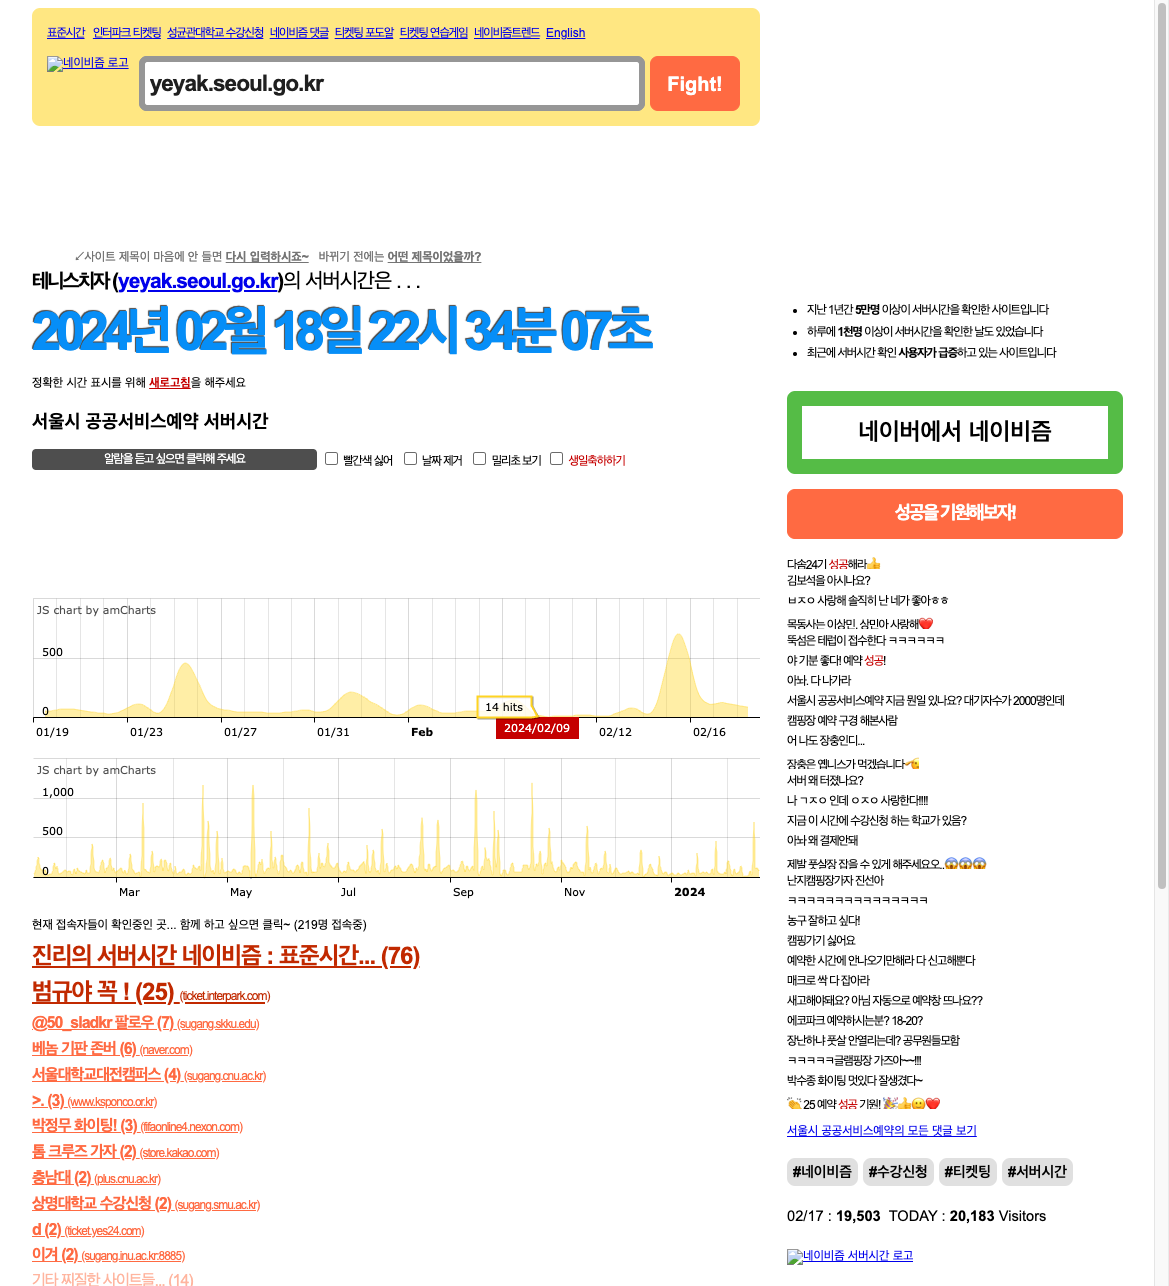 표준시간 인터파크 티켓팅 성균관대학교 수강신청 네이비즘 댓글 티켓팅 포도알 티켓팅 연습게임 네이비즘트렌드 English
네이비즘 로고
yeyak.seoul.go.kr
Fight!
↙사이트 제목이 마음에 안 들면 다시 입력하시죠~ 바뀌기 전에는 어떤 제목이었을까?
테니스치자 (yeyak.seoul.go.kr)의 서버시간은 . . .
2024년 02월 18일 22시 34분 07초
정확한 시간 표시를 위해 새로고침을 해주세요
서울시 공공서비스예약 서버시간
알람을 듣고 싶으면 클릭해 주세요 빨간색 싫어 날짜 제거 밀리초 보기 생일축하하기
JS chart by amCharts
500
0
14 hits
01/19 01/23 01/27 01/31 Feb 2024/02/09 02/12 02/16
JS chart by amCharts
1,000
500
0
Mar May Jul Sep Nov 2024
현재 접속자들이 확인중인 곳... 함께 하고 싶으면 클릭~ (219명 접속중)
진리의 서버시간 네이비즘 : 표준시간... (76)
범규야 꼭 ! (25) (ticket.interpark.com)
@50_sladkr 팔로우 (7) (sugang.skku.edu)
베놈 기판 존버 (6) (naver.com)
서울대학교대전캠퍼스 (4) (sugang.cnu.ac.kr)
>. (3) (www.ksponco.or.kr)
박정무 화이팅! (3) (fifaonline4.nexon.com)
톰 크루즈 가자 (2) (store.kakao.com)
충남대 (2) (plus.cnu.ac.kr)
상명대학교 수강신청 (2) (sugang.smu.ac.kr)
d (2) (ticket.yes24.com)
이겨 (2) (sugang.inu.ac.kr:8885)
기타 찌질한 사이트들... (14)
지난 1년간 5만명 이상이 서버시간을 확인한 사이트입니다
하루에 1천명 이상이 서버시간을 확인한 날도 있었습니다
최근에 서버시간 확인 사용자가 급증하고 있는 사이트입니다
네이버에서 네이비즘
성공을 기원해보자!
다솜24기 성공해라👍
김보석을 아시나요?
ㅂㅈㅇ 사랑해 솔직히 난 네가 좋아ㅎㅎ
목동사는 이상민. 상민아 사랑해❤️
뚝섬은 테럽이 접수한다 ㅋㅋㅋㅋㅋㅋ
야 기분 좋다! 예약 성공!
아놔. 다 나가라
서울시 공공서비스예약 지금 뭔일 있나요? 대기자수가 2000명인데
캠핑장 예약 구경 해본사람
어 나도 장충인디...
장충은 옙니스가 먹겠습니다🫡
서버 왜 터졌나요?
나 ㄱㅈㅇ 인데 ㅇㅈㅇ 사랑한다!!!!
지금 이 시간에 수강신청 하는 학교가 있음?
아놔 왜 결제안돼
제발 풋살장 잡을 수 있게 해주세요오..😱😱😱
난지캠핑장가자 진선아
ㅋㅋㅋㅋㅋㅋㅋㅋㅋㅋㅋㅋㅋㅋㅋ
농구 잘하고 싶다!
캠핑가기 싫어요
예약한 시간에 안나오기만해라 다 신고해뿐다
매크로 싹 다 잡아라
새고해야돼요? 아님 자동으로 예약창 뜨나요??
에코파크 예약하시는분? 18-20?
장난하냐 풋살 안열리는데? 공무원들모함
ㅋㅋㅋㅋㅋ글램핑장 가즈아~~!!!
박수종 화이팅 멋있다 잘생겼다~
👏 25 예약 성공 기원! 🎉👍🙂❤️
서울시 공공서비스예약의 모든 댓글 보기
#네이비즘 #수강신청 #티켓팅 #서버시간
02/17 : 19,503 TODAY : 20,183 Visitors
네이비즘 서버시간 로고